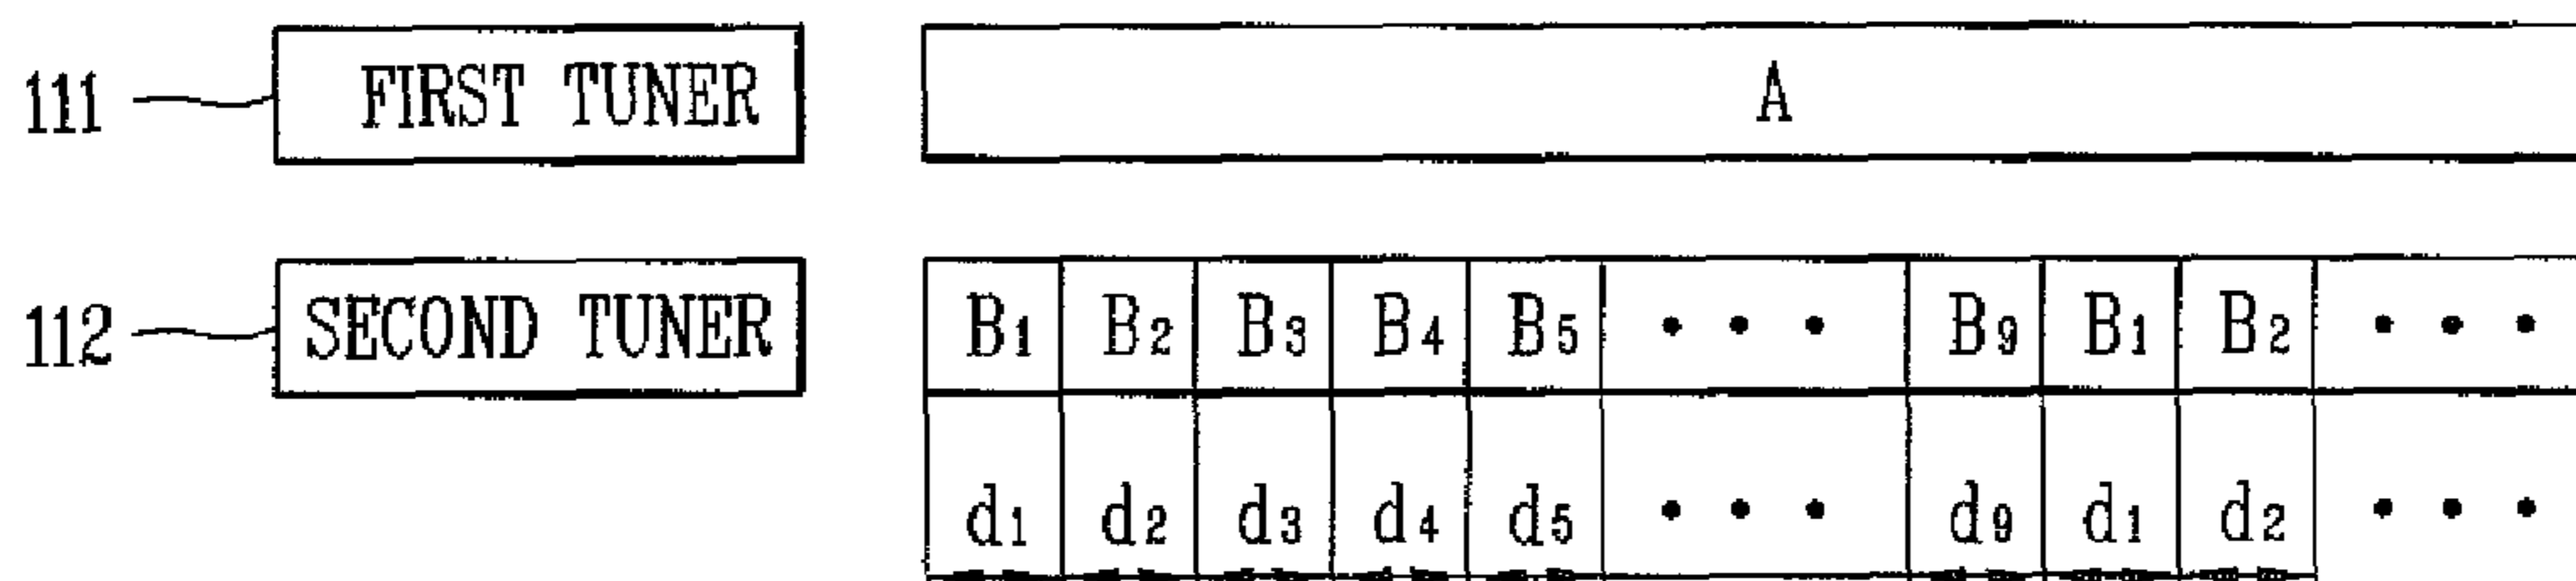 111 FIRST TUNER A
112 SECOND TUNER B1 B2 B3 B4 B5 • • • B9 B1 B2 • • •
d1 d2 d3 d4 d5 • • • d9 d1 d2 • • •